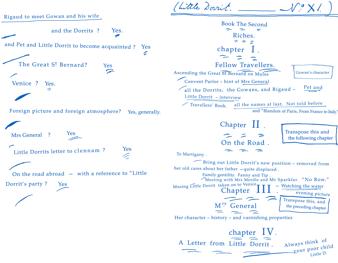 Rigaud to meet Gowan and his wife
and the Dorrits ? Yes.
and Pet and Little Dorrit to become acquainted ? Yes
The Great St Bernard ? Yes.
Venice ? Yes.
Foreign picture and foreign atmosphere ? Yes, generally.
Mrs General ? Yes
Little Dorrits letter to clennam ? Yes
On the road abroad – with a reference to "Little
Dorrit's party ? Yes
(Little Dorrit. No XI)
Book The Second
Riches.
chapter I.
Fellow Travellers.
Ascending the Great St Bernard on Mules
Convent Parlor – hint of Mrs General
all the Dorrits, the Gowans, and Rigaud – Pet and
Little Dorrit – interview
Travellers' Book all the names at last. Not told before
and "Blandois of Paris, From France to Italy"
Chapter II.
On the Road.
Transpose this and
the following chapter
To Martigny
Bring out Little Dorrit's new position – removed from
her old cares about her father – quite displaced.
Family gentility Fanny and Tip
Meeting with Mrs Merdle and Mr Sparkler. "No Row."
Missing Little Dorrit taken on to Venice – Watching the water
evening picture
Chapter III
Mrs General
Transpose this, and
the preceding chapter
Her character – history – and varnishing properties
chapter IV.
A Letter from Little Dorrit.
Always think of
your poor child
Little D.